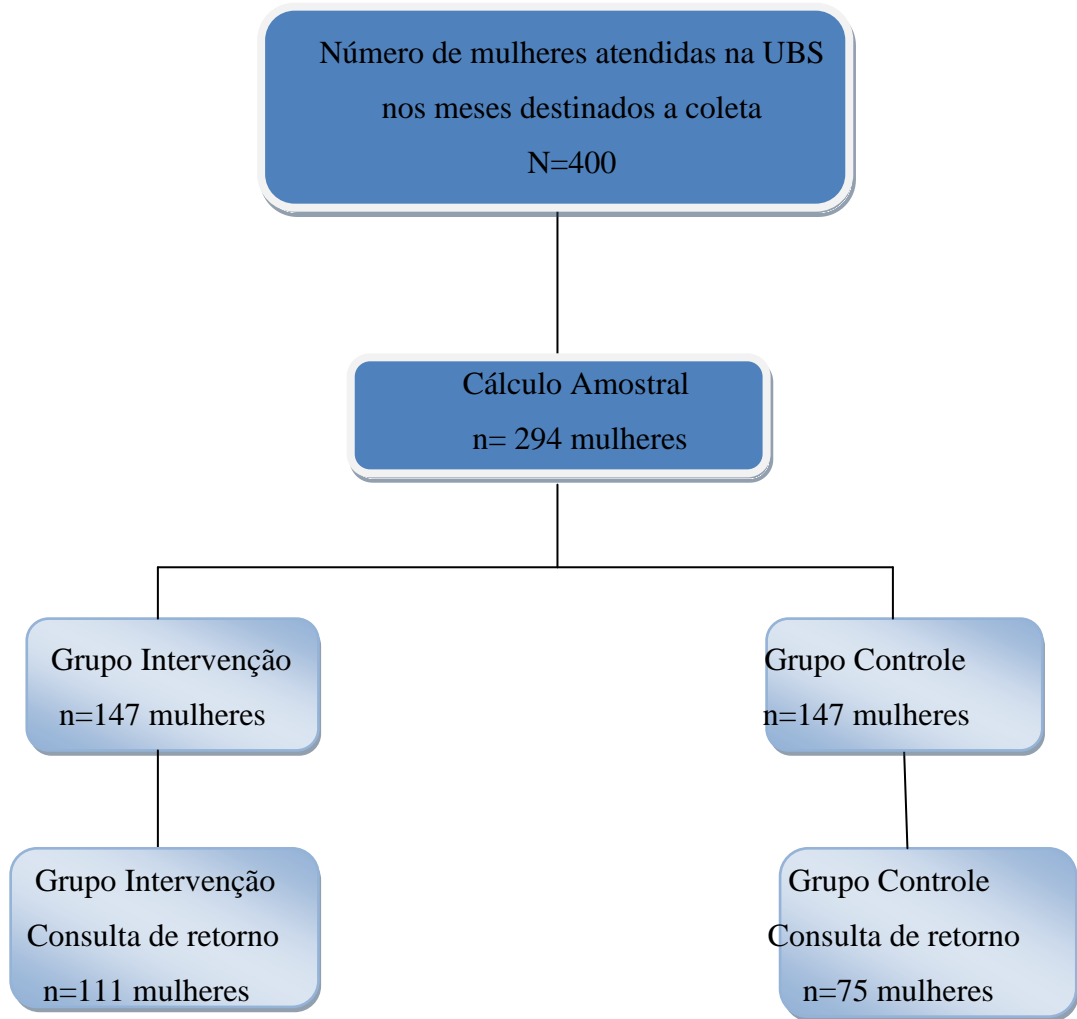 Número de mulheres atendidas na UBS
nos meses destinados a coleta
N=400
Cálculo Amostral
n= 294 mulheres
Grupo Intervenção
n=147 mulheres
Grupo Controle
n=147 mulheres
Grupo Intervenção
Consulta de retorno
n=111 mulheres
Grupo Controle
Consulta de retorno
n=75 mulheres